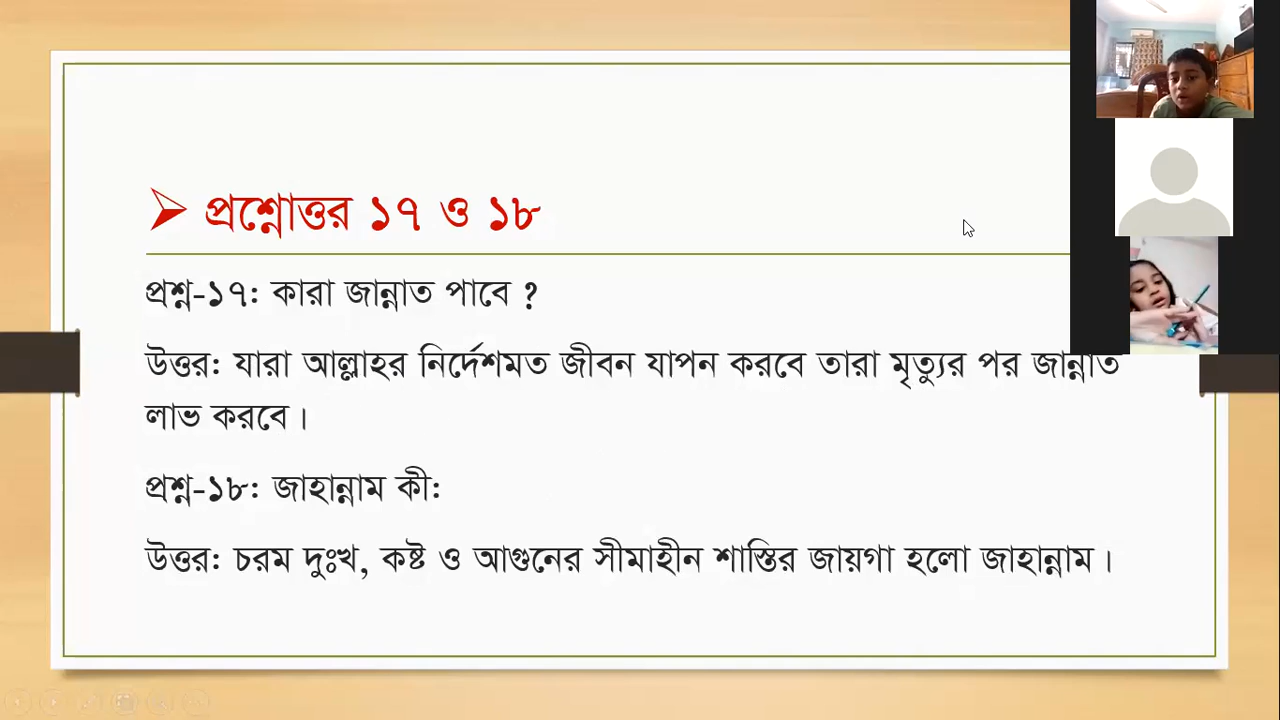 প্রশ্নোত্তর ১৭ ও ১৮
প্রশ্ন-১৭: কারা জান্নাত পাবে ?
উত্তর: যারা আল্লাহর নির্দেশমত জীবন যাপন করবে তারা মৃত্যুর পর জান্নাত
লাভ করবে।
প্রশ্ন-১৮: জাহান্নাম কী:
উত্তর: চরম দুঃখ, কষ্ট ও আগুনের সীমাহীন শাস্তির জায়গা হলো জাহান্নাম।